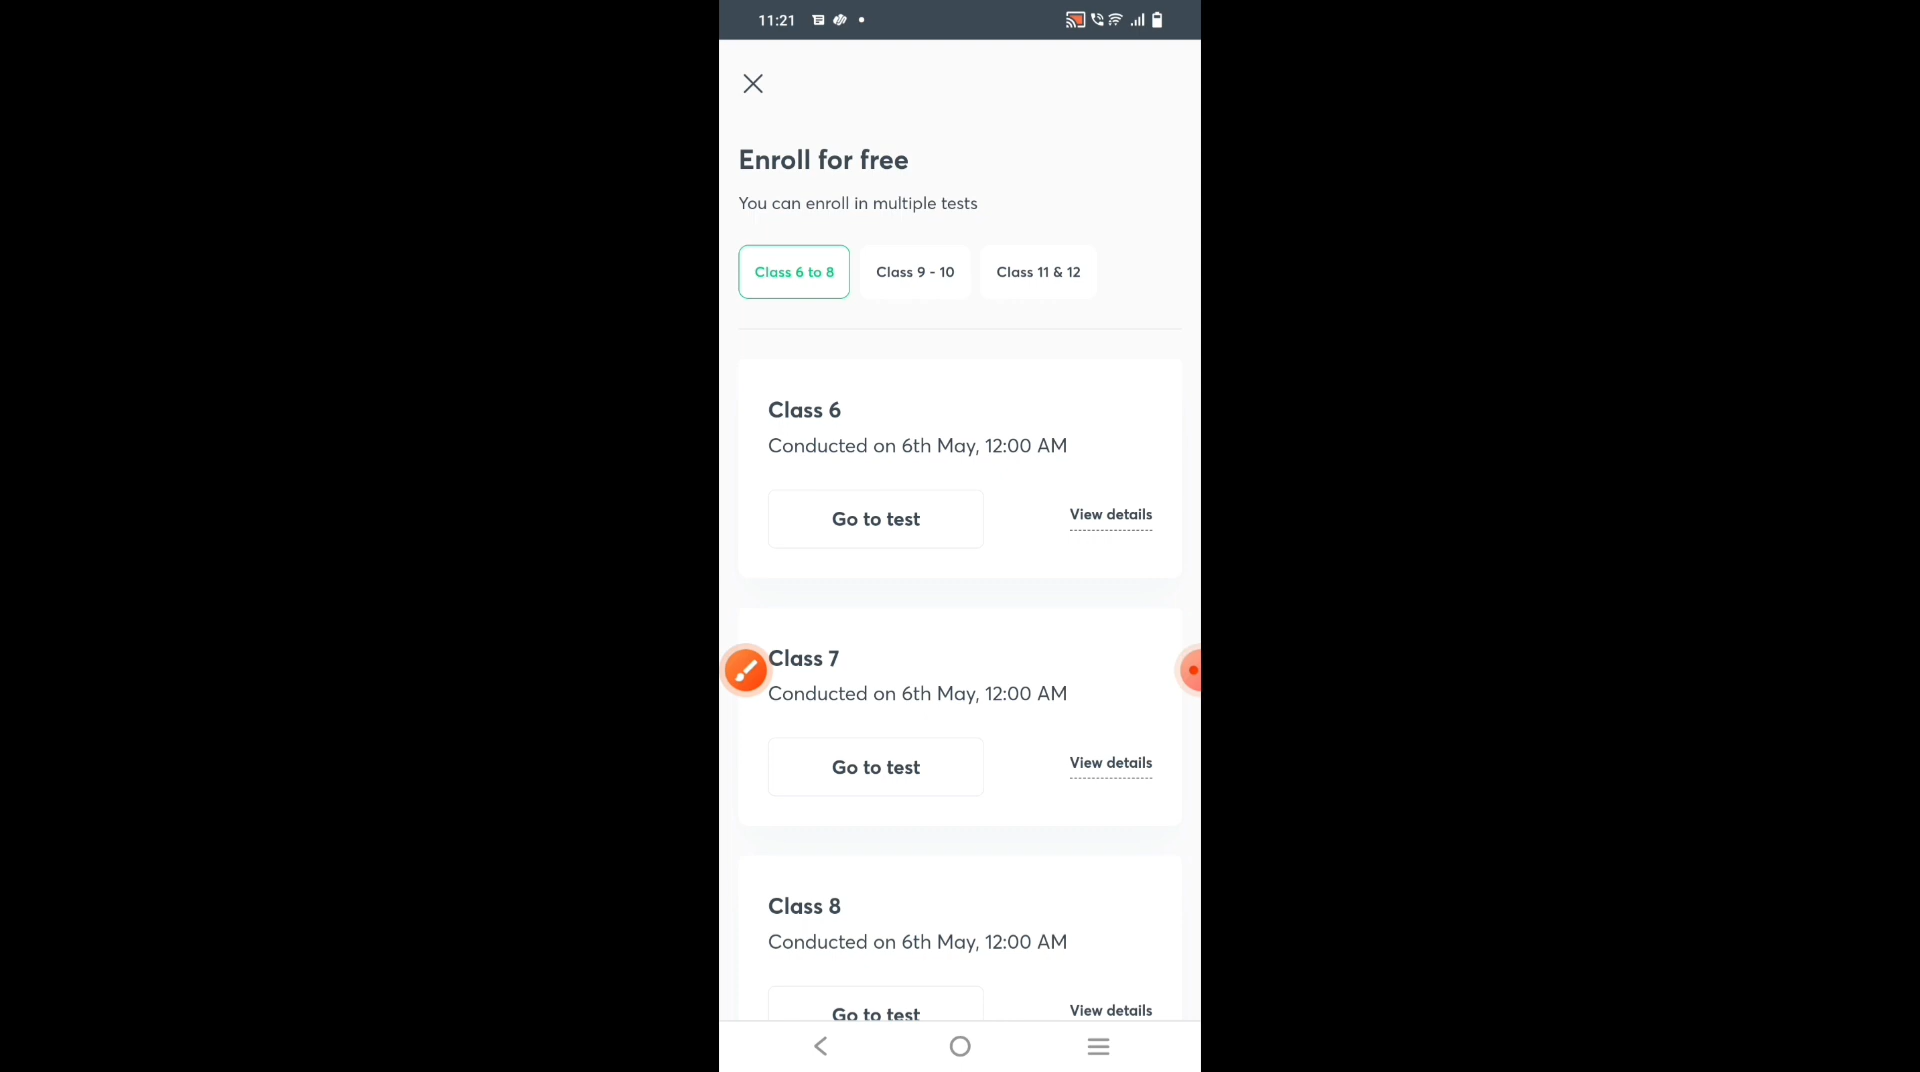 11:21
Enroll for free
You can enroll in multiple tests
Class 6 to 8
Class 9 - 10
Class 11 & 12
Class 6
Conducted on 6th May, 12:00 AM
Go to test
View details
Class 7
Conducted on 6th May, 12:00 AM
Go to test
View details
Class 8
Conducted on 6th May, 12:00 AM
Go to test
View details